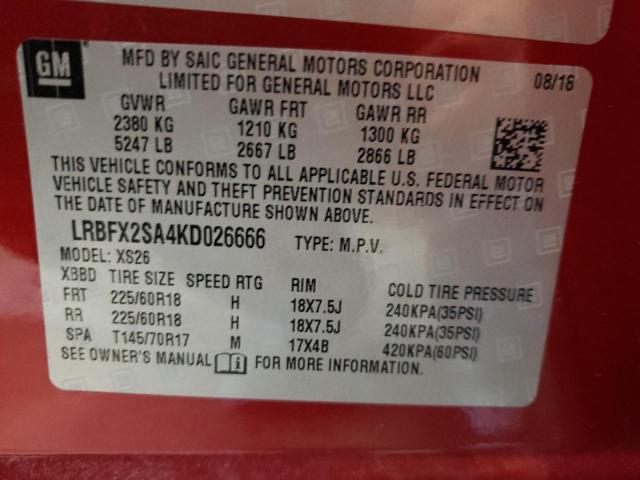 GM
MFD BY SAIC GENERAL MOTORS CORPORATION 08/18
LIMITED FOR GENERAL MOTORS LLC
GVWR GAWR FRT GAWR RR
2380 KG 1210 KG 1300 KG
5247 LB 2667 LB 2866 LB
THIS VEHICLE CONFORMS TO ALL APPLICABLE U.S. FEDERAL MOTOR
VEHICLE SAFETY AND THEFT PREVENTION STANDARDS IN EFFECT ON
THE DATE OF MANUFACTURE SHOWN ABOVE.
LRBFX2SA4KD026666 TYPE: M.P.V.
MODEL: XS26
XBBD TIRE SIZE SPEED RTG RIM COLD TIRE PRESSURE
FRT 225/60R18 H 18X7.5J 240KPA(35PSI)
RR 225/60R18 H 18X7.5J 240KPA(35PSI)
SPA T145/70R17 M 17X4B 420KPA(60PSI)
SEE OWNER'S MANUAL FOR MORE INFORMATION.